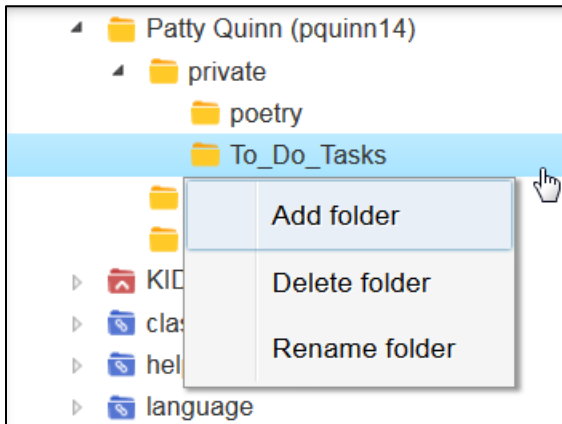 Patty Quinn (pquinn14)
private
poetry
To_Do_Tasks
Add folder
Delete folder
Rename folder
language